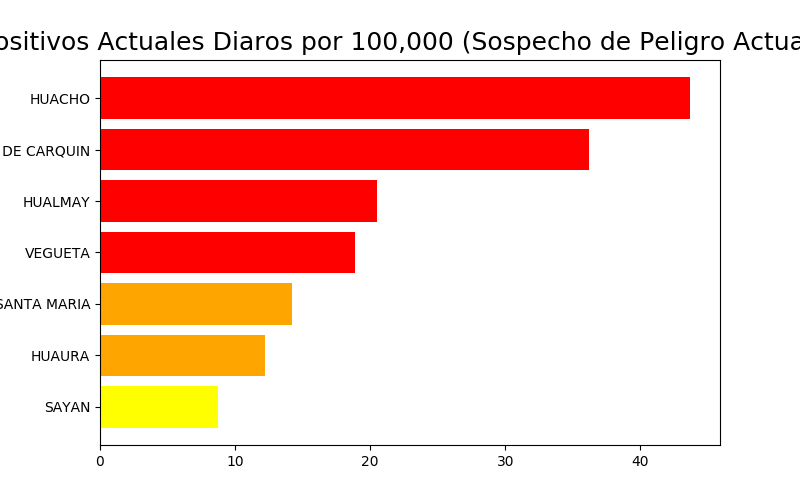 ositivos Actuales Diaros por 100,000 (Sospecho de Peligro Actua
HUACHO
DE CARQUIN
HUALMAY
VEGUETA
SANTA MARIA
HUAURA
SAYAN
0 10 20 30 40